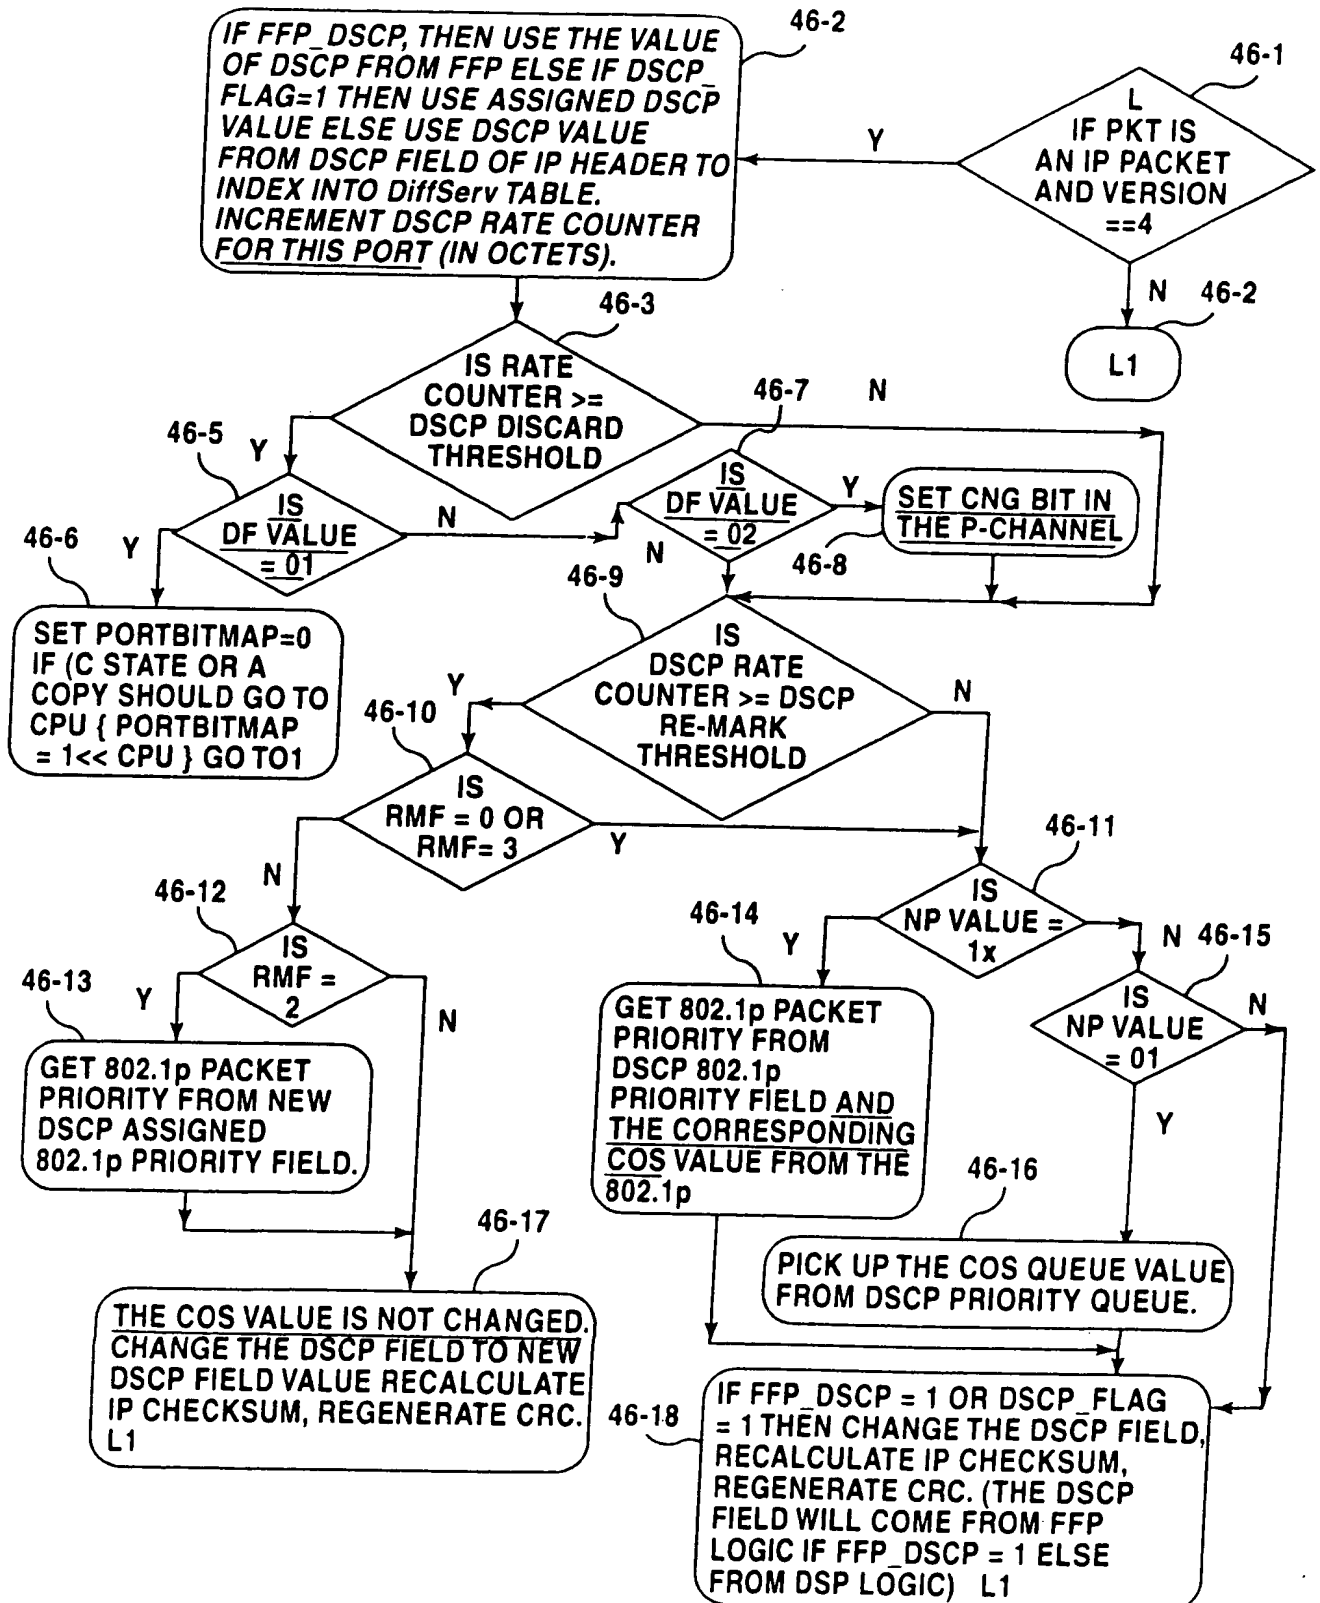 46-2
IF FFP_DSCP, THEN USE THE VALUE
OF DSCP FROM FFP ELSE IF DSCP_
FLAG=1 THEN USE ASSIGNED DSCP
VALUE ELSE USE DSCP VALUE
FROM DSCP FIELD OF IP HEADER TO
INDEX INTO DiffServ TABLE.
INCREMENT DSCP RATE COUNTER
FOR THIS PORT (IN OCTETS).
46-1
L
IF PKT IS
AN IP PACKET
AND VERSION
==4
Y
N
46-2
L1
46-3
IS RATE
COUNTER >=
DSCP DISCARD
THRESHOLD
N
Y
46-5
IS
DF VALUE
= 01
N
Y
46-7
IS
DF VALUE
= 02
Y
N
SET CNG BIT IN
THE P-CHANNEL
46-8
46-6
SET PORTBITMAP=0
IF (C STATE OR A
COPY SHOULD GO TO
CPU { PORTBITMAP
= 1<< CPU } GO TO1
46-9
IS
DSCP RATE
COUNTER >= DSCP
RE-MARK
THRESHOLD
Y
N
46-10
IS
RMF = 0 OR
RMF= 3
Y
N
46-11
IS
NP VALUE =
1x
Y
N
46-12
IS
RMF =
2
Y
N
46-13
GET 802.1p PACKET
PRIORITY FROM NEW
DSCP ASSIGNED
802.1p PRIORITY FIELD.
46-14
GET 802.1p PACKET
PRIORITY FROM
DSCP 802.1p
PRIORITY FIELD AND
THE CORRESPONDING
COS VALUE FROM THE
802.1p
46-15
IS
NP VALUE
= 01
N
Y
46-16
PICK UP THE COS QUEUE VALUE
FROM DSCP PRIORITY QUEUE.
46-17
THE COS VALUE IS NOT CHANGED.
CHANGE THE DSCP FIELD TO NEW
DSCP FIELD VALUE RECALCULATE
IP CHECKSUM, REGENERATE CRC.
L1
46-18
IF FFP_DSCP = 1 OR DSCP_FLAG
= 1 THEN CHANGE THE DSCP FIELD,
RECALCULATE IP CHECKSUM,
REGENERATE CRC. (THE DSCP
FIELD WILL COME FROM FFP
LOGIC IF FFP_DSCP = 1 ELSE
FROM DSP LOGIC) L1